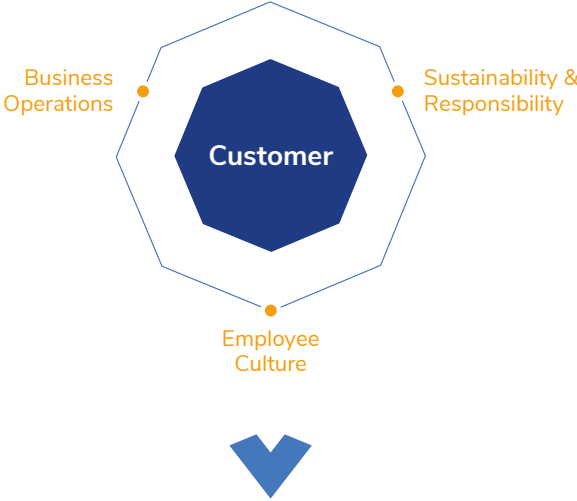 Business
Operations
Sustainability &
Responsibility
Customer
Employee
Culture